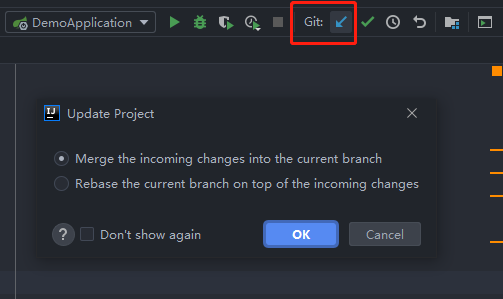 DemoApplication
Git:
IJ
Update Project
Merge the incoming changes into the current branch
Rebase the current branch on top of the incoming changes
? Don't show again
OK
Cancel